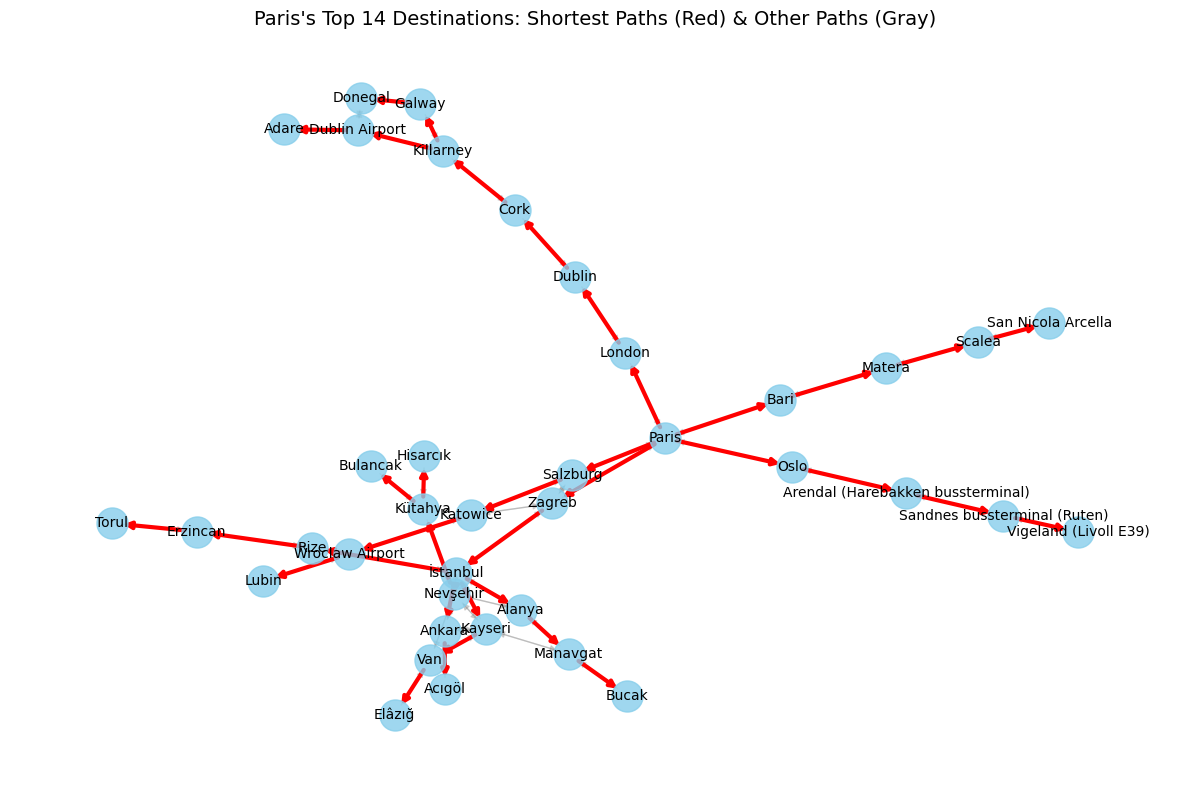 Paris's Top 14 Destinations: Shortest Paths (Red) & Other Paths (Gray)
Donegal
Galway
Adare
Dublin Airport
Killarney
Cork
Dublin
San Nicola Arcella
Scalea
London
Matera
Bari
Paris
Hisarcık
Bulancak
Salzburg
Oslo
Arendal (Harebakken bussterminal)
Zagreb
Kütahya
Katowice
Sandnes bussterminal (Ruten)
Torul
Erzincan
Vigeland (Livoll E39)
Rize
Wroclaw Airport
İstanbul
Lubin
Nevşehir
Alanya
Ankara
Kayseri
Manavgat
Van
Acıgöl
Bucak
Elâzığ